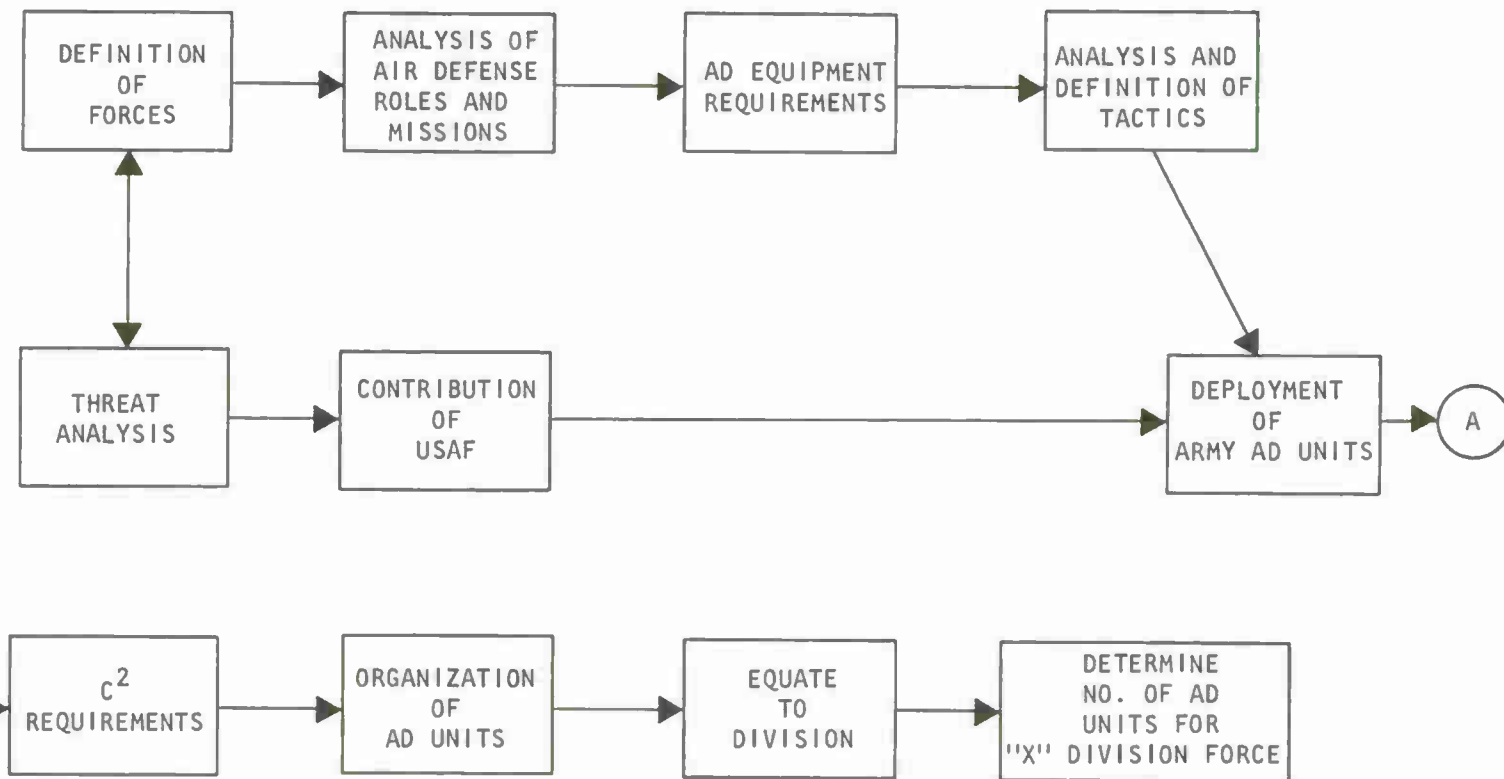 DEFINITION
OF
FORCES
ANALYSIS OF
AIR DEFENSE
ROLES AND
MISSIONS
AD EQUIPMENT
REQUIREMENTS
ANALYSIS AND
DEFINITION OF
TACTICS
THREAT
ANALYSIS
CONTRIBUTION
OF
USAF
DEPLOYMENT
OF
ARMY AD UNITS
A
C²
REQUIREMENTS
ORGANIZATION
OF
AD UNITS
EQUATE
TO
DIVISION
DETERMINE
NO. OF AD
UNITS FOR
"X" DIVISION FORCE